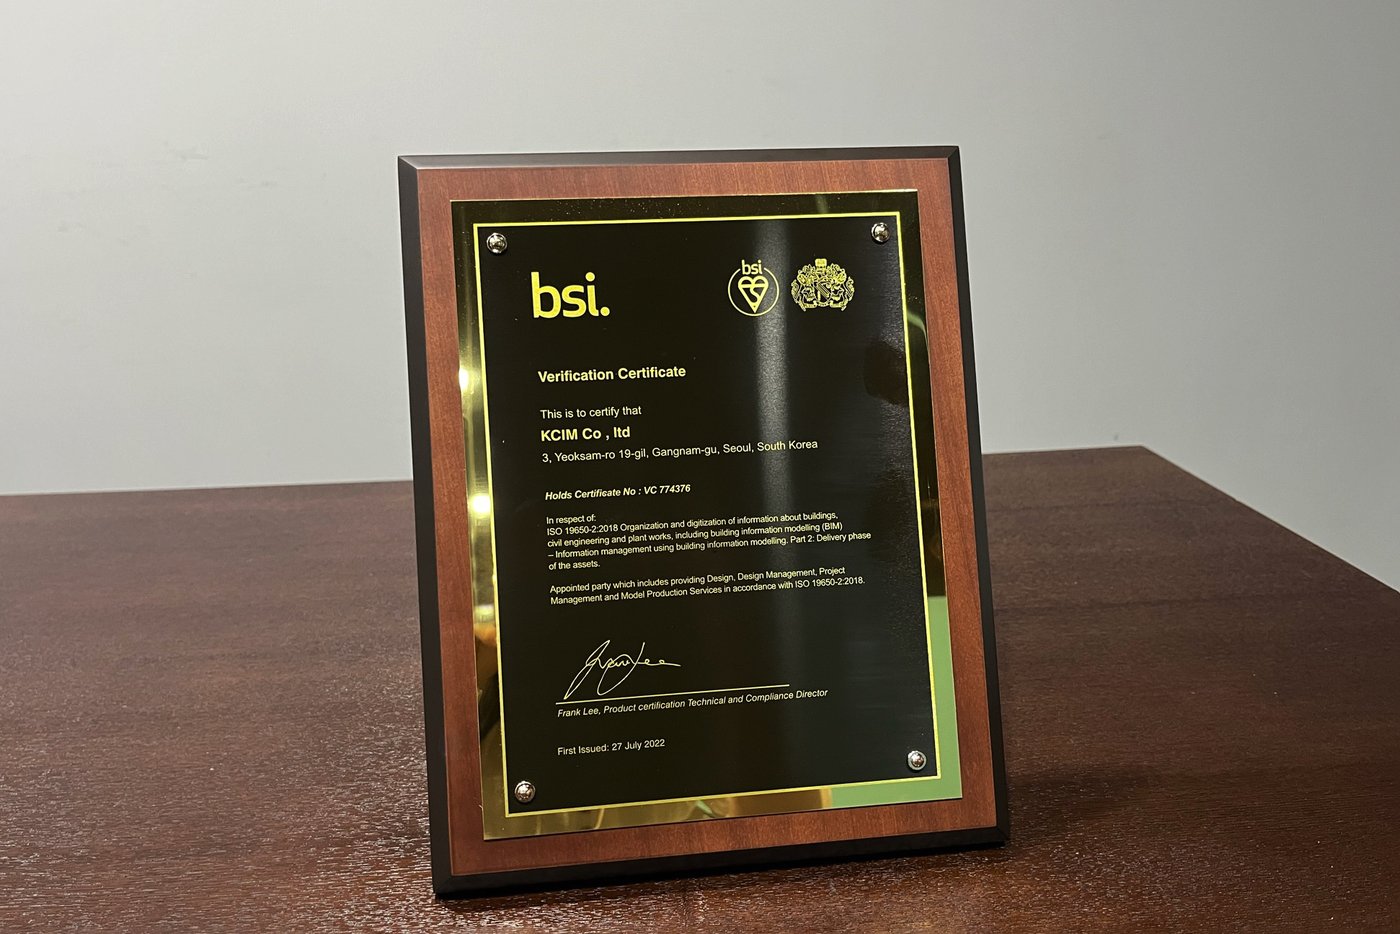 bsi.
bsi
Verification Certificate
This is to certify that
KCIM Co , ltd
3, Yeoksam-ro 19-gil, Gangnam-gu, Seoul, South Korea
Holds Certificate No : VC 774376
In respect of:
ISO 19650-2:2018 Organization and digitization of information about buildings,
civil engineering and plant works, including building information modelling (BIM)
– Information management using building information modelling. Part 2: Delivery phase
of the assets.
Appointed party which includes providing Design, Design Management, Project
Management and Model Production Services in accordance with ISO 19650-2:2018.
Frank Lee, Product certification Technical and Compliance Director
First Issued: 27 July 2022